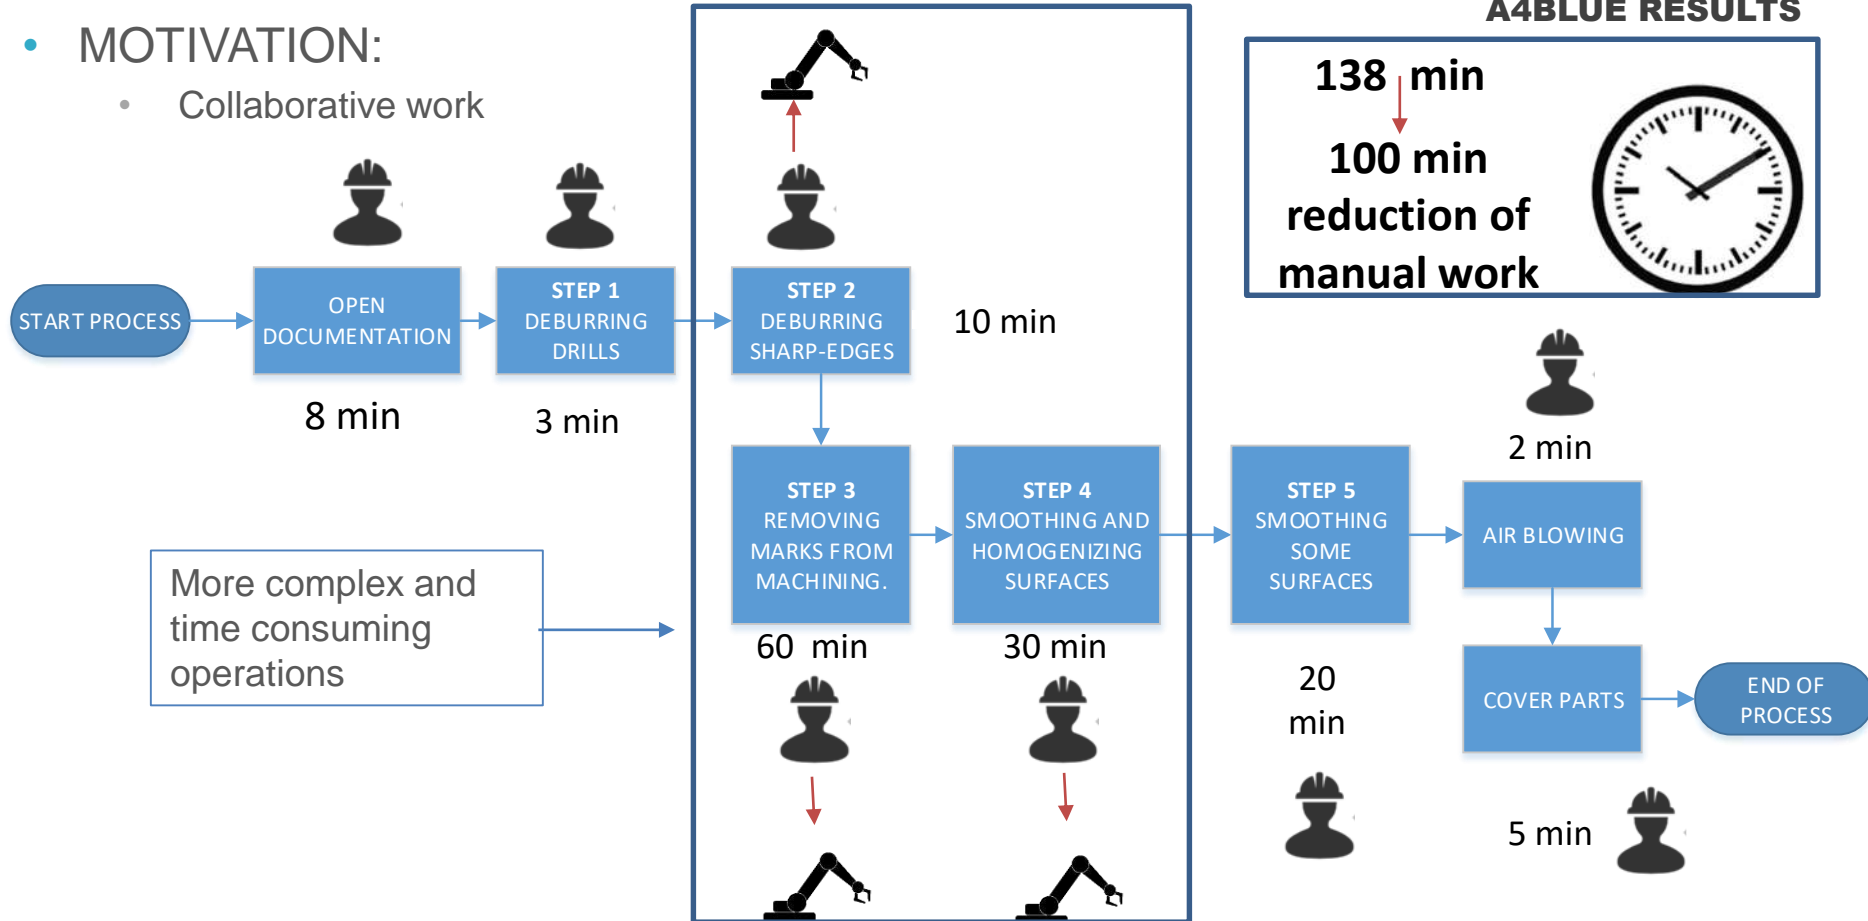 A4BLUE RESULTS
• MOTIVATION:
• Collaborative work
138 min
100 min
reduction of
manual work
START PROCESS
OPEN
DOCUMENTATION
8 min
STEP 1
DEBURRING
DRILLS
3 min
STEP 2
DEBURRING
SHARP-EDGES
10 min
STEP 3
REMOVING
MARKS FROM
MACHINING.
60 min
STEP 4
SMOOTHING AND
HOMOGENIZING
SURFACES
30 min
STEP 5
SMOOTHING
SOME
SURFACES
20
min
2 min
AIR BLOWING
COVER PARTS
5 min
END OF
PROCESS
More complex and
time consuming
operations